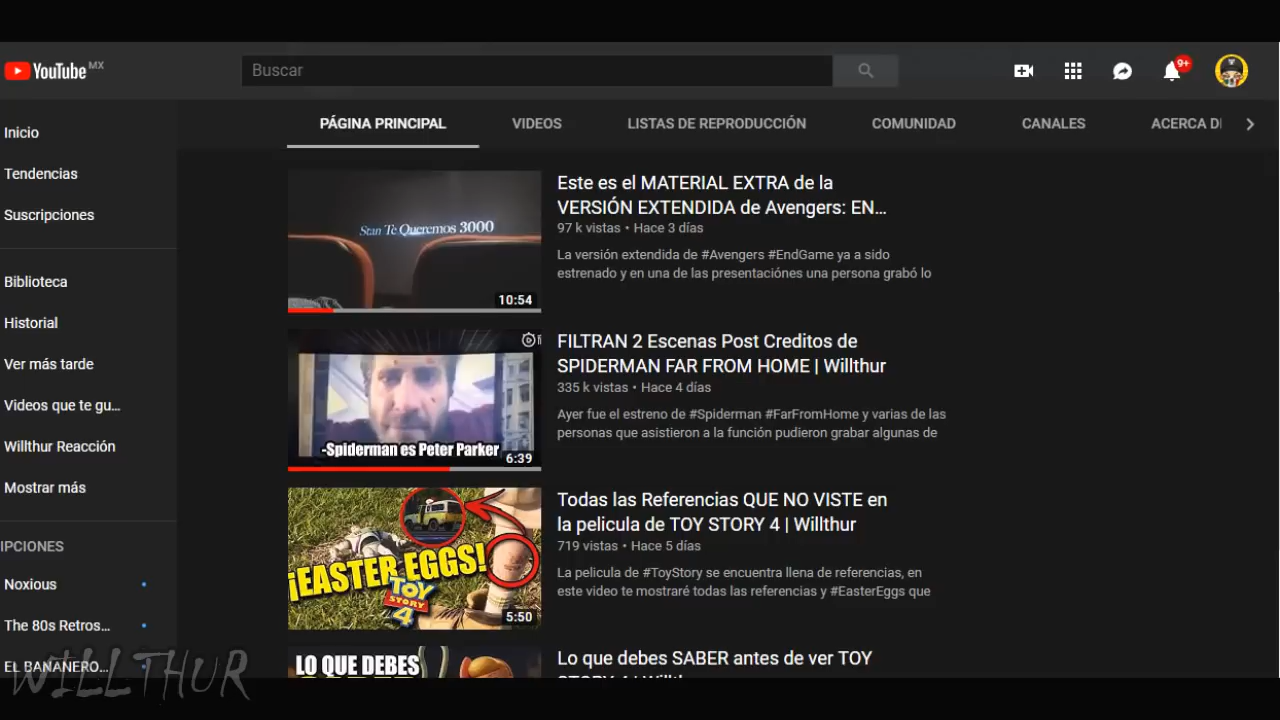 YouTube MX
Buscar
9+
Inicio
Tendencias
Suscripciones
Biblioteca
Historial
Ver más tarde
Videos que te gu...
Willthur Reacción
Mostrar más
IPCIONES
Noxious
The 80s Retros...
EL BANANERO...
WILLTHUR
PÁGINA PRINCIPAL
VIDEOS
LISTAS DE REPRODUCCIÓN
COMUNIDAD
CANALES
ACERCA D
Stan Te Queremos 3000
10:54
Este es el MATERIAL EXTRA de la
VERSIÓN EXTENDIDA de Avengers: EN...
97 k vistas • Hace 3 días
La versión extendida de #Avengers #EndGame ya a sido
estrenado y en una de las presentaciónes una persona grabó lo
-Spiderman es Peter Parker
6:39
FILTRAN 2 Escenas Post Creditos de
SPIDERMAN FAR FROM HOME | Willthur
335 k vistas • Hace 4 días
Ayer fue el estreno de #Spiderman #FarFromHome y varias de las
personas que asistieron a la función pudieron grabar algunas de
¡EASTER EGGS!
TOY
STORY
4
5:50
Todas las Referencias QUE NO VISTE en
la pelicula de TOY STORY 4 | Willthur
719 vistas • Hace 5 días
La pelicula de #ToyStory se encuentra llena de referencias, en
este video te mostraré todas las referencias y #EasterEggs que
LO QUE DEBES
Lo que debes SABER antes de ver TOY
STORY 4 | Willthur